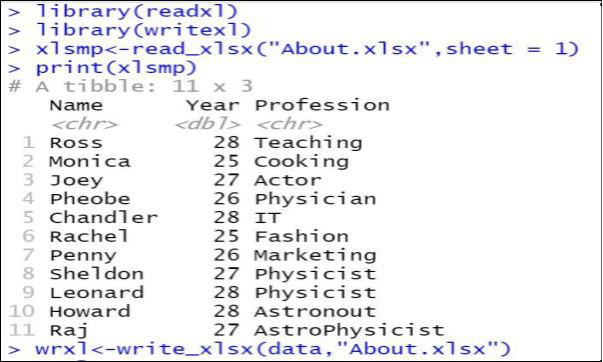 > library(readxl)
> library(writexl)
> xlsmp<-read_xlsx("About.xlsx",sheet = 1)
> print(xlsmp)
# A tibble: 11 x 3
Name Year Profession
<chr> <dbl> <chr>
1 Ross 28 Teaching
2 Monica 25 Cooking
3 Joey 27 Actor
4 Pheobe 26 Physician
5 Chandler 28 IT
6 Rachel 25 Fashion
7 Penny 26 Marketing
8 Sheldon 27 Physicist
9 Leonard 28 Physicist
10 Howard 28 Astronout
11 Raj 27 AstroPhysicist
> wrxl<-write_xlsx(data,"About.xlsx")